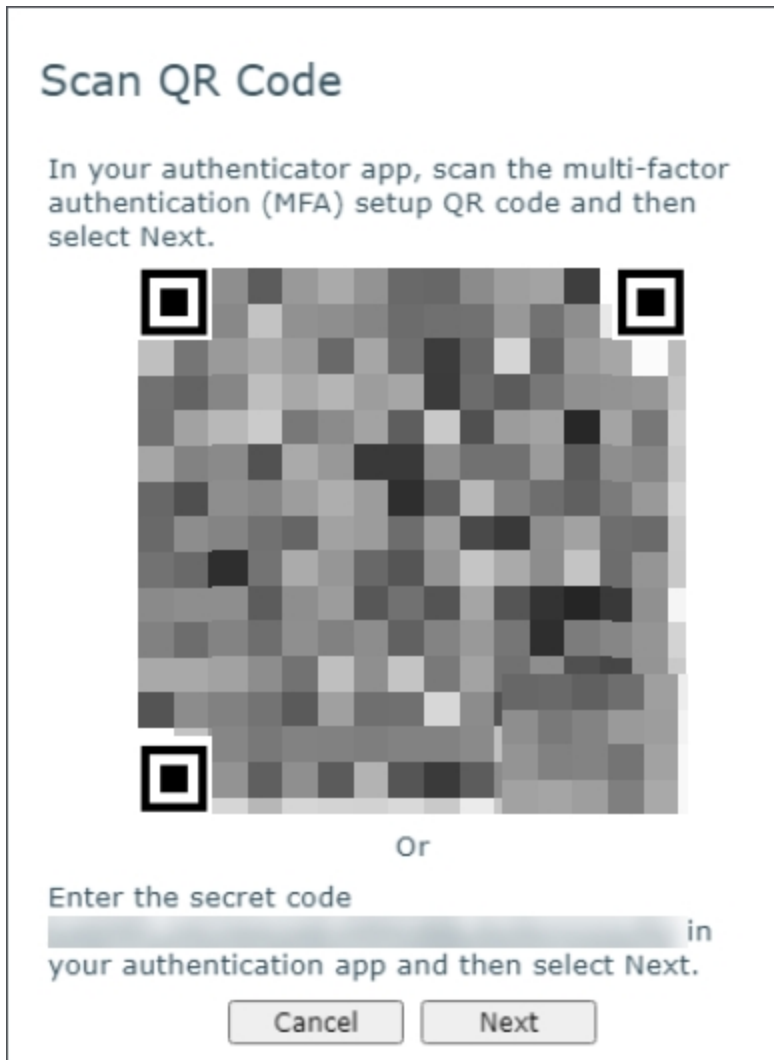 Scan QR Code
In your authenticator app, scan the multi-factor
authentication (MFA) setup QR code and then
select Next.
Or
Enter the secret code
in
your authentication app and then select Next.
Cancel Next